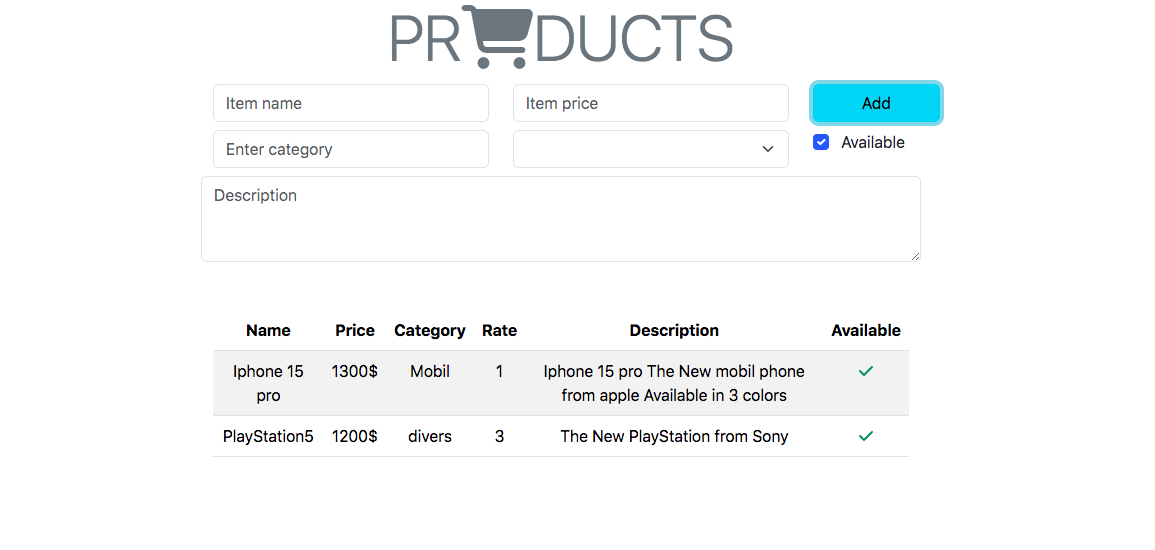 PRODUCTS
Item name Item price Add
Enter category Available
Description
Name Price Category Rate Description Available
Iphone 15 pro 1300$ Mobil 1 Iphone 15 pro The New mobil phone from apple Available in 3 colors
PlayStation5 1200$ divers 3 The New PlayStation from Sony